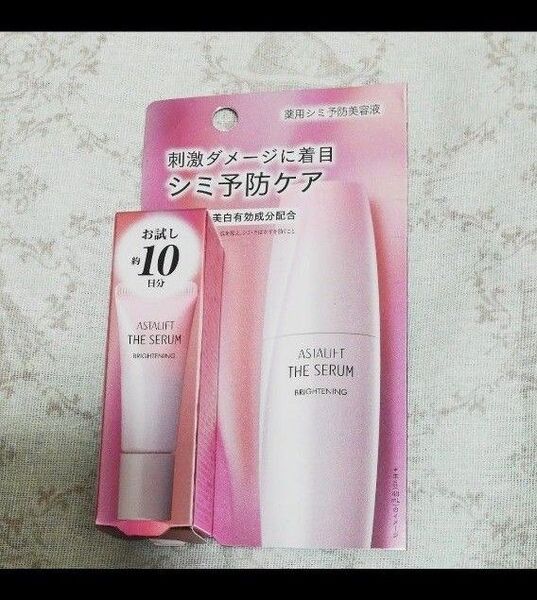 薬用シミ予防美容液
刺激ダメージに着目
シミ予防ケア
美白有効成分配合
お試し
約10
日分
ASTALIFT
THE SERUM
BRIGHTENING
ASTALIFT
THE SERUM
BRIGHTENING